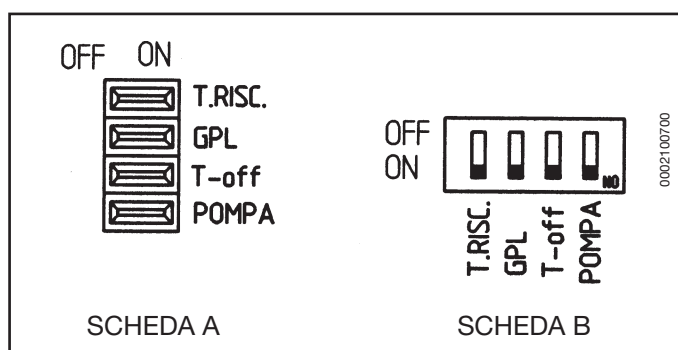 OFF ON
T.RISC.
GPL
T-off
POMPA
SCHEDA A
OFF
ON
NO
T.RISC.
GPL
T-off
POMPA
SCHEDA B
0002100700